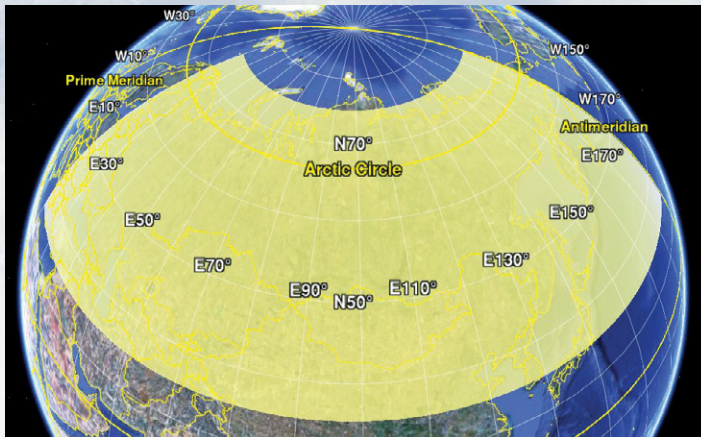 W30°
W10°
W150°
Prime Meridian
W170°
E10°
Antimeridian
N70°
E170°
E30°
Arctic Circle
E50°
E150°
E70°
E130°
E90°
E110°
N50°